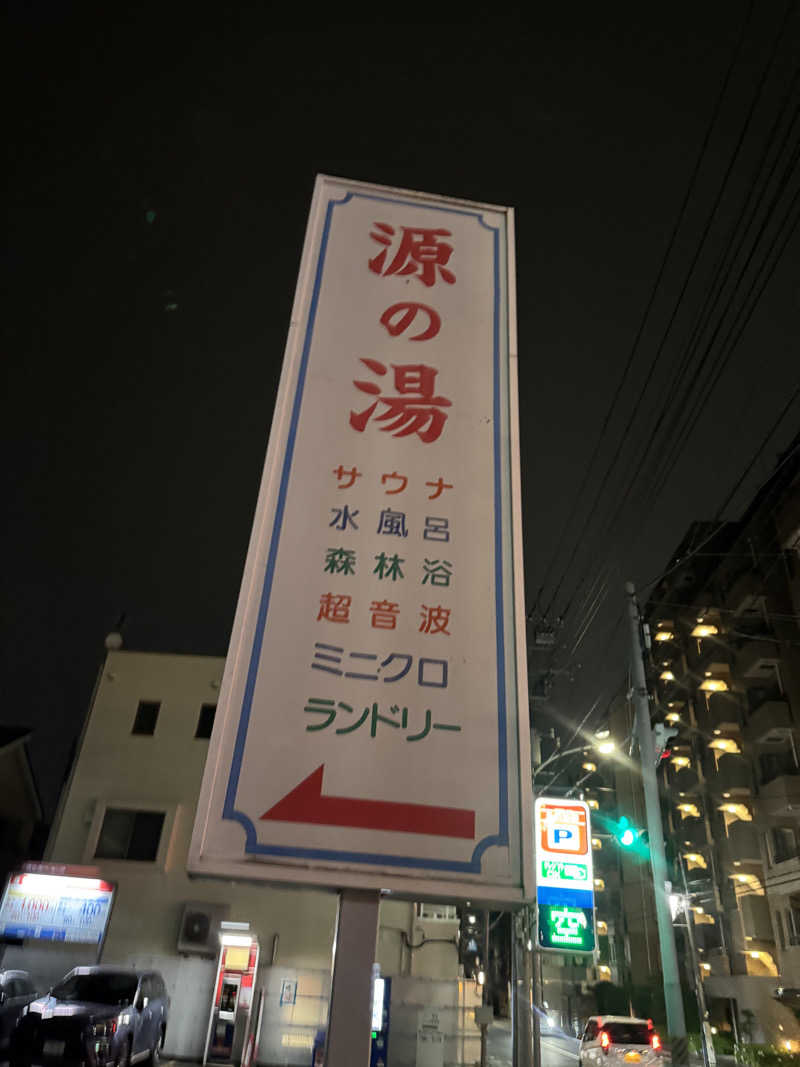 源の湯
サウナ
水風呂
森林浴
超音波
ミニクロ
ランドリー
P